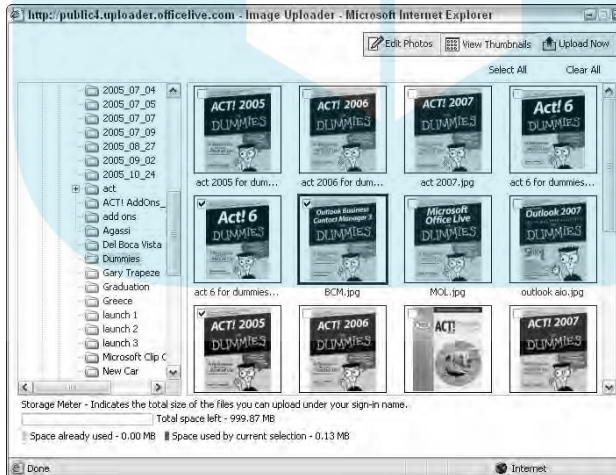 http://public4.uploader.officelive.com - Image Uploader - Microsoft Internet Explorer
Edit Photos View Thumbnails Upload Now
Select All Clear All
2005_07_04
2005_07_05
2005_07_07
2005_07_09
2005_08_27
2005_09_02
2005_10_24
act
ACT! AddOns_
add ons
Agassi
Del Boca Vista
Dummies
Gary Trapeze
Graduation
Greece
launch 1
launch 2
launch 3
Microsoft Clip C
New Car
ACT! 2005
DUMMIES
act 2005 for dum...
ACT! 2006
DUMMIES
act 2006 for dum...
ACT! 2007
DUMMIES
act 2007.jpg
Act! 6
DUMMIES
act 6 for dummies...
Act! 6
DUMMIES
act 6 for dummies...
Outlook Business
Contact Manager 3
DUMMIES
BCM.jpg
Microsoft
Office Live
DUMMIES
MOL.jpg
Outlook 2007
DUMMIES
outlook aio.jpg
ACT! 2005
DUMMIES
ACT! 2006
DUMMIES
ACT!
ACT! 2007
DUMMIES
Storage Meter - Indicates the total size of the files you can upload under your sign-in name.
Total space left - 999.87 MB
Space already used - 0.00 MB Space used by current selection - 0.13 MB
Done Internet